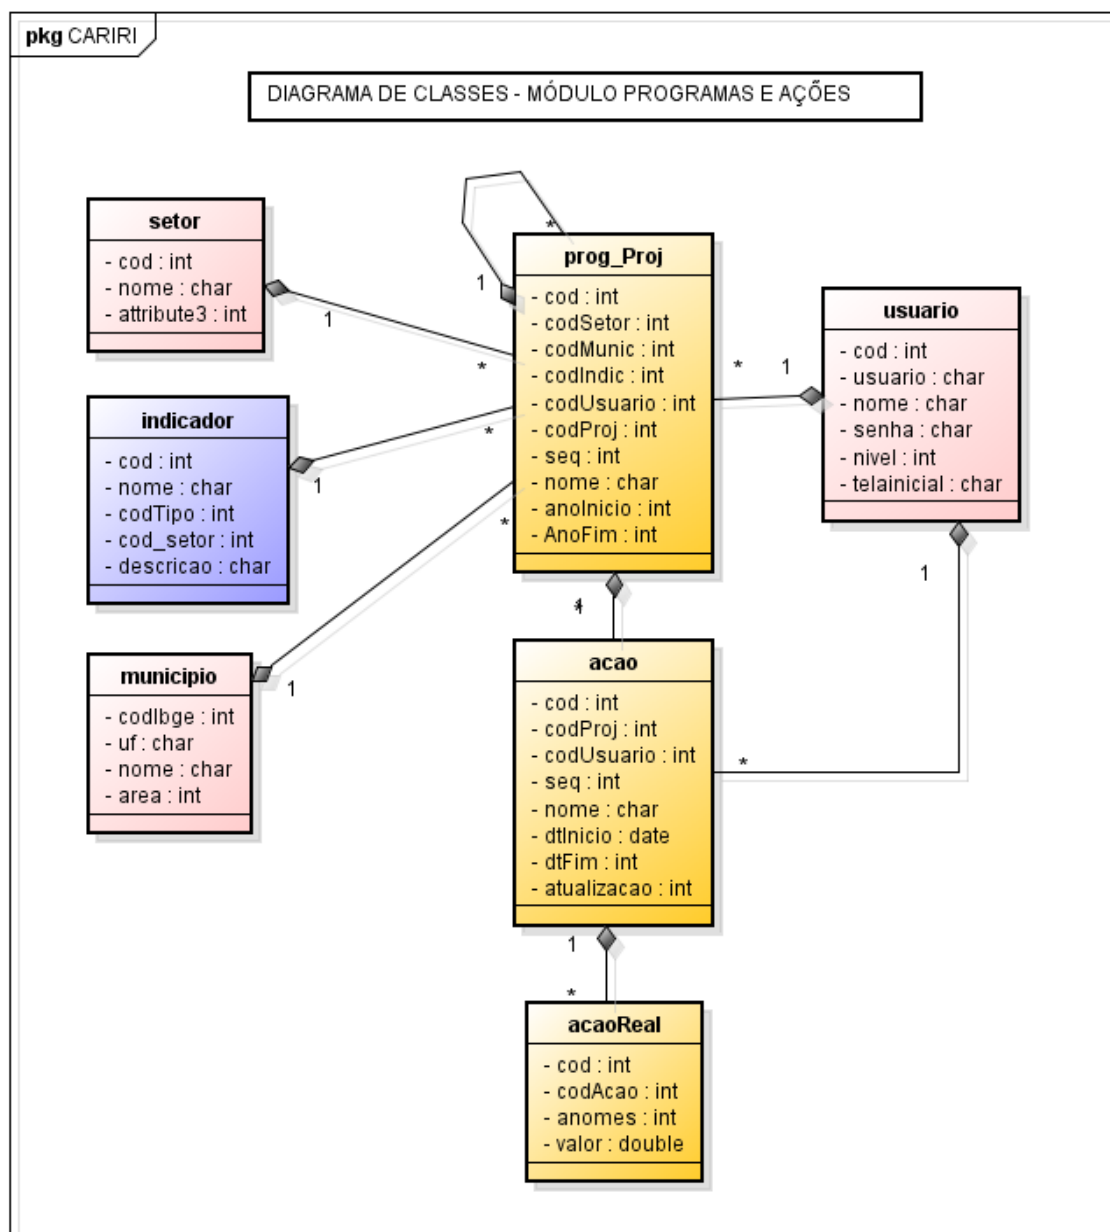 pkg CARIRI
DIAGRAMA DE CLASSES - MÓDULO PROGRAMAS E AÇÕES
setor
- cod : int
- nome : char
- attribute3 : int
1
*
indicador
- cod : int
- nome : char
- codTipo : int
- cod_setor : int
- descricao : char
1
*
municipio
- codIbge : int
- uf : char
- nome : char
- area : int
1
*
*
1
prog_Proj
- cod : int
- codSetor : int
- codMunic : int
- codIndic : int
- codUsuario : int
- codProj : int
- seq : int
- nome : char
- anoInicio : int
- AnoFim : int
*
1
usuario
- cod : int
- usuario : char
- nome : char
- senha : char
- nivel : int
- telainicial : char
1
*
1
*
acao
- cod : int
- codProj : int
- codUsuario : int
- seq : int
- nome : char
- dtInicio : date
- dtFim : int
- atualizacao : int
1
*
acaoReal
- cod : int
- codAcao : int
- anomes : int
- valor : double